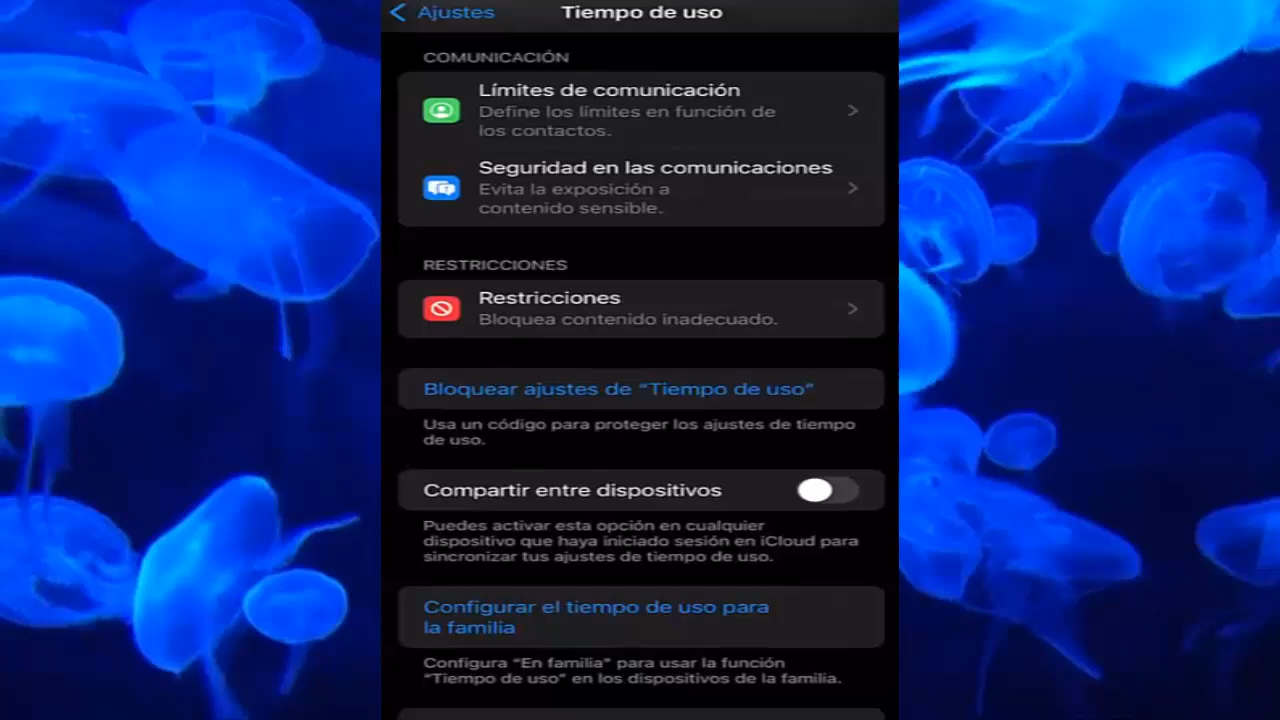 Ajustes
Tiempo de uso
COMUNICACIÓN
Límites de comunicación
Define los límites en función de
los contactos.
Seguridad en las comunicaciones
Evita la exposición a
contenido sensible.
RESTRICCIONES
Restricciones
Bloquea contenido inadecuado.
Bloquear ajustes de “Tiempo de uso”
Usa un código para proteger los ajustes de tiempo
de uso.
Compartir entre dispositivos
Puedes activar esta opción en cualquier
dispositivo que haya iniciado sesión en iCloud para
sincronizar tus ajustes de tiempo de uso.
Configurar el tiempo de uso para
la familia
Configura “En familia” para usar la función
“Tiempo de uso” en los dispositivos de la familia.